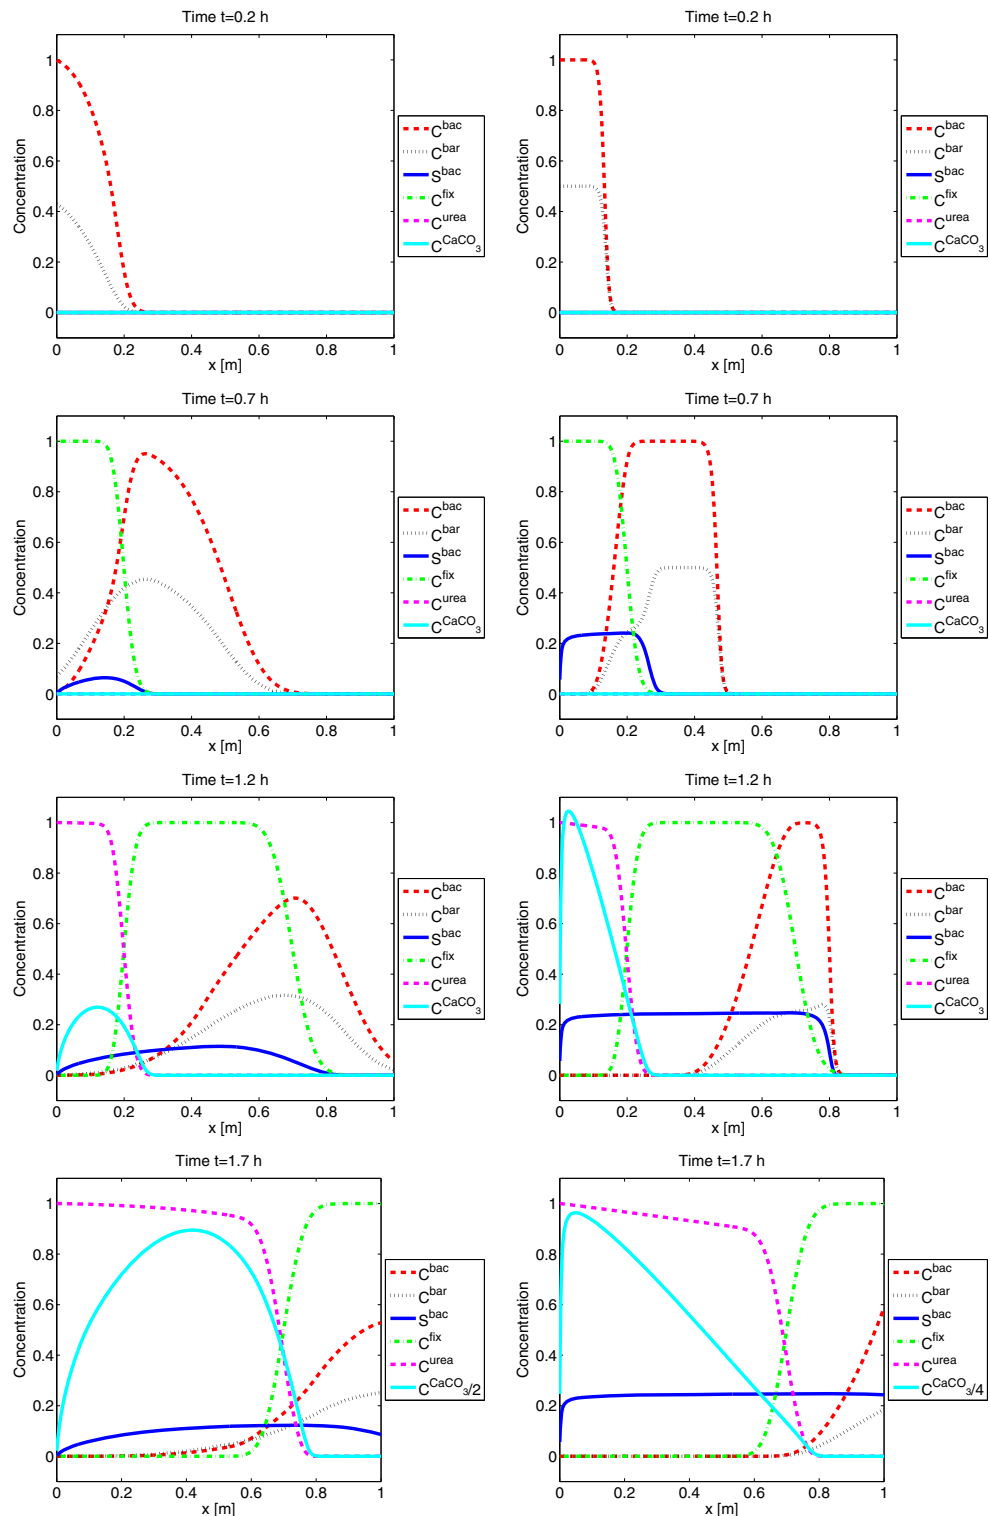 Time t=0.2 h
Concentration
1
0.8
0.6
0.4
0.2
0
0 0.2 0.4 0.6 0.8 1
x [m]
C^bac
C^bar
S^bac
C^fix
C^urea
C^CaCO₃
Time t=0.2 h
Concentration
1
0.8
0.6
0.4
0.2
0
0 0.2 0.4 0.6 0.8 1
x [m]
C^bac
C^bar
S^bac
C^fix
C^urea
C^CaCO₃
Time t=0.7 h
Concentration
1
0.8
0.6
0.4
0.2
0
0 0.2 0.4 0.6 0.8 1
x [m]
C^bac
C^bar
S^bac
C^fix
C^urea
C^CaCO₃
Time t=0.7 h
Concentration
1
0.8
0.6
0.4
0.2
0
0 0.2 0.4 0.6 0.8 1
x [m]
C^bac
C^bar
S^bac
C^fix
C^urea
C^CaCO₃
Time t=1.2 h
Concentration
1
0.8
0.6
0.4
0.2
0
0 0.2 0.4 0.6 0.8 1
x [m]
C^bac
C^bar
S^bac
C^fix
C^urea
C^CaCO₃
Time t=1.2 h
Concentration
1
0.8
0.6
0.4
0.2
0
0 0.2 0.4 0.6 0.8 1
x [m]
C^bac
C^bar
S^bac
C^fix
C^urea
C^CaCO₃
Time t=1.7 h
Concentration
1
0.8
0.6
0.4
0.2
0
0 0.2 0.4 0.6 0.8 1
x [m]
C^bac
C^bar
S^bac
C^fix
C^urea
C^CaCO₃/2
Time t=1.7 h
Concentration
1
0.8
0.6
0.4
0.2
0
0 0.2 0.4 0.6 0.8 1
x [m]
C^bac
C^bar
S^bac
C^fix
C^urea
C^CaCO₃/4